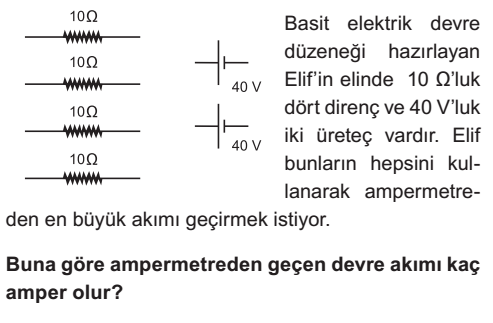 10Ω
10Ω
10Ω
10Ω
40 V
40 V
Basit elektrik devre
düzeneği hazırlayan
Elif'in elinde 10 Ω'luk
dört direnç ve 40 V'luk
iki üreteç vardır. Elif
bunların hepsini kul-
lanarak ampermetre-
den en büyük akımı geçirmek istiyor.
Buna göre ampermetreden geçen devre akımı kaç
amper olur?